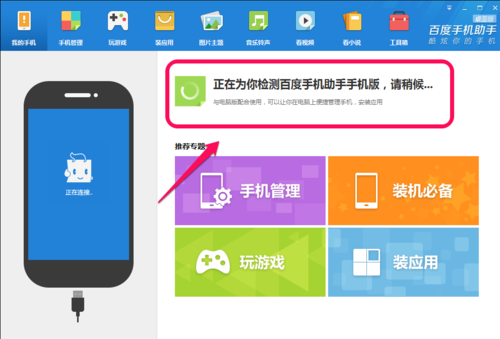 桌面版
百度手机助手
酷炫你的手机
我的手机 手机管理 玩游戏 装应用 图片主题 音乐铃声 看视频 看小说 工具箱
正在为你检测百度手机助手手机版，请稍候...
与电脑版配合使用，可以让你在电脑上便捷管理手机，安装应用
推荐专题
正在连接..
手机管理 装机必备
玩游戏 装应用